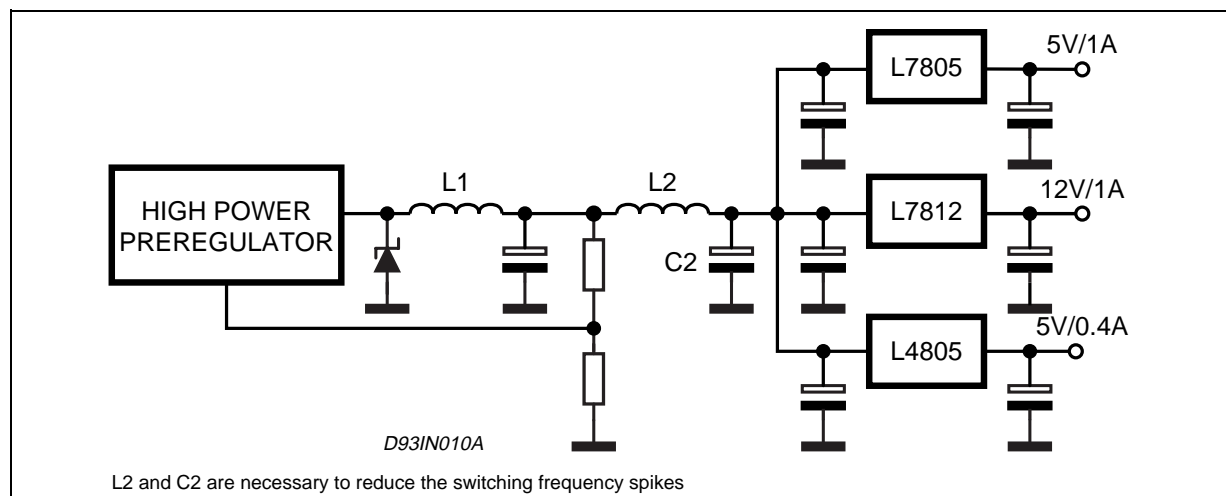 5V/1A
L7805
L1
L2
12V/1A
HIGH POWER
PREREGULATOR
L7812
C2
5V/0.4A
L4805
D93IN010A
L2 and C2 are necessary to reduce the switching frequency spikes